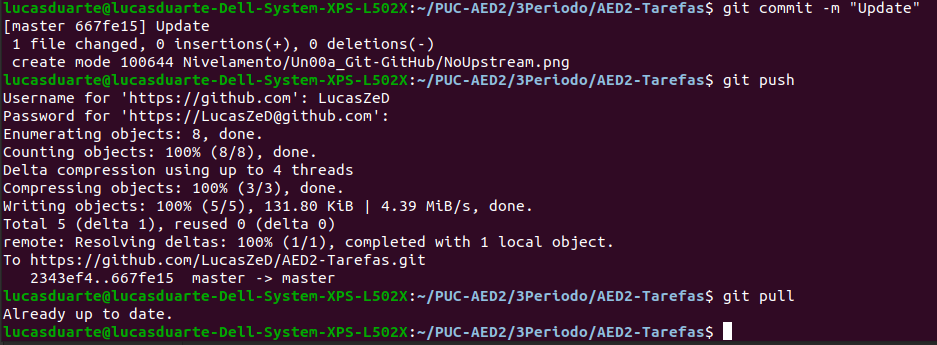 lucasduarte@lucasduarte-Dell-System-XPS-L502X:~/PUC-AED2/3Periodo/AED2-Tarefas$ git commit -m "Update"
[master 667fe15] Update
 1 file changed, 0 insertions(+), 0 deletions(-)
 create mode 100644 Nivelamento/Un00a_Git-GitHub/NoUpstream.png
lucasduarte@lucasduarte-Dell-System-XPS-L502X:~/PUC-AED2/3Periodo/AED2-Tarefas$ git push
Username for 'https://github.com': LucasZeD
Password for 'https://LucasZeD@github.com':
Enumerating objects: 8, done.
Counting objects: 100% (8/8), done.
Delta compression using up to 4 threads
Compressing objects: 100% (3/3), done.
Writing objects: 100% (5/5), 131.80 KiB | 4.39 MiB/s, done.
Total 5 (delta 1), reused 0 (delta 0)
remote: Resolving deltas: 100% (1/1), completed with 1 local object.
To https://github.com/LucasZeD/AED2-Tarefas.git
   2343ef4..667fe15  master -> master
lucasduarte@lucasduarte-Dell-System-XPS-L502X:~/PUC-AED2/3Periodo/AED2-Tarefas$ git pull
Already up to date.
lucasduarte@lucasduarte-Dell-System-XPS-L502X:~/PUC-AED2/3Periodo/AED2-Tarefas$